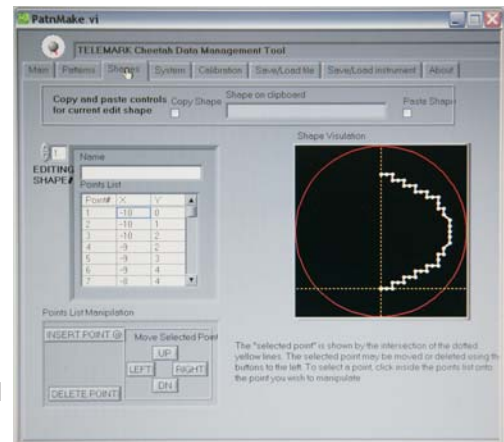 PatnMake.vi
TELEMARK Cheetah Data Management Tool
Main Patterns Shapes System Calibration Save/Load file Save/Load instrument About
Copy and paste controls for current edit shape
Copy Shape
Shape on clipboard
Paste Shape
1
EDITING SHAPE#
Name
Points List
Point# X Y
1 -10 0
2 -10 1
3 -10 2
4 -9 2
5 -9 3
6 -9 4
7 -8 4
Shape Visulation
Points List Manipilation
INSERT POINT @
DELETE POINT
Move Selected Point
UP
LEFT RIGHT
DN
The "selected point" is shown by the intersection of the dotted
yellow lines. The selected point may be moved or deleted using the
buttons to the left. To select a point, click inside the points list onto
the point you wish to manipulate